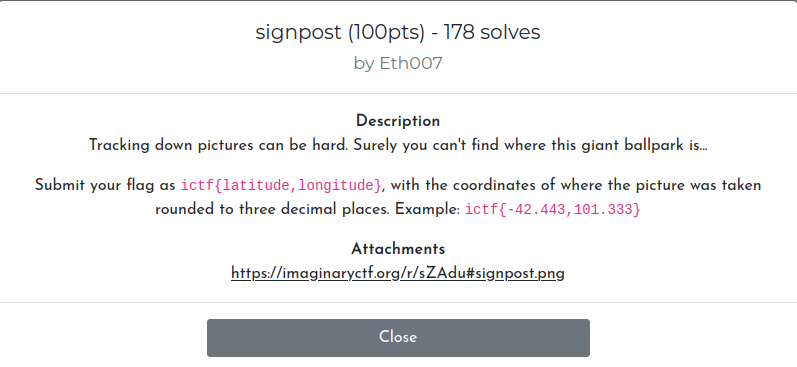 signpost (100pts) - 178 solves
by Eth007
Description
Tracking down pictures can be hard. Surely you can't find where this giant ballpark is...
Submit your flag as ictf{latitude,longitude}, with the coordinates of where the picture was taken
rounded to three decimal places. Example: ictf{-42.443,101.333}
Attachments
https://imaginaryctf.org/r/sZAdu#signpost.png
Close